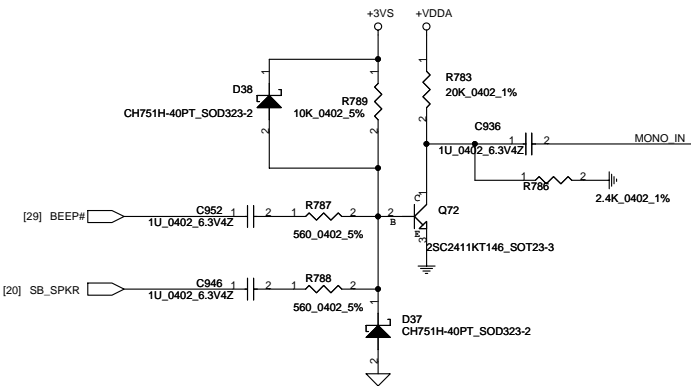 +3VS
+VDDA
1
1
1
D38
R783
20K_0402_1%
CH751H-40PT_SOD323-2
R789
10K_0402_5%
2
2
2
C936
1
2
MONO_IN
1U_0402_6.3V4Z
1
2
R786
2.4K_0402_1%
C
1
[29] BEEP#
C952
1
2
1
R787
2
2
B
Q72
1U_0402_6.3V4Z
560_0402_5%
E
3
2SC2411KT146_SOT23-3
[20] SB_SPKR
C946
1
2
1
R788
2
1U_0402_6.3V4Z
560_0402_5%
1
D37
CH751H-40PT_SOD323-2
2